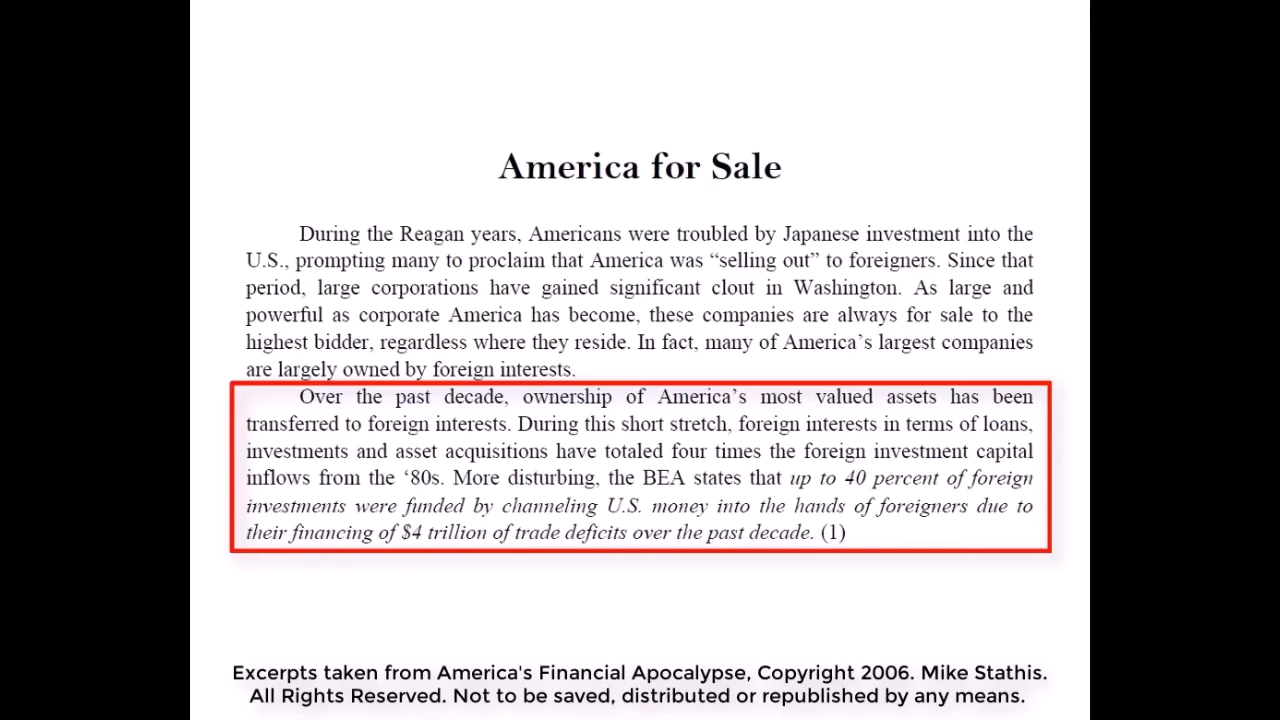 America for Sale
During the Reagan years, Americans were troubled by Japanese investment into the
U.S., prompting many to proclaim that America was “selling out” to foreigners. Since that
period, large corporations have gained significant clout in Washington. As large and
powerful as corporate America has become, these companies are always for sale to the
highest bidder, regardless where they reside. In fact, many of America’s largest companies
are largely owned by foreign interests.
Over the past decade, ownership of America’s most valued assets has been
transferred to foreign interests. During this short stretch, foreign interests in terms of loans,
investments and asset acquisitions have totaled four times the foreign investment capital
inflows from the ‘80s. More disturbing, the BEA states that up to 40 percent of foreign
investments were funded by channeling U.S. money into the hands of foreigners due to
their financing of $4 trillion of trade deficits over the past decade. (1)
Excerpts taken from America's Financial Apocalypse, Copyright 2006. Mike Stathis.
All Rights Reserved. Not to be saved, distributed or republished by any means.